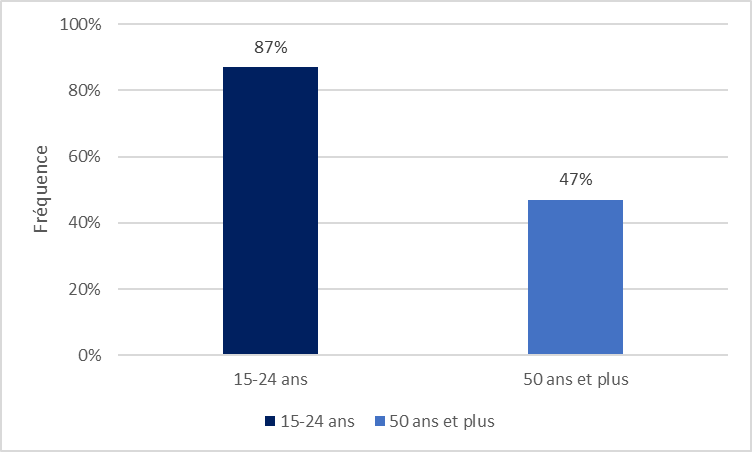 100%
87%
80%
60%
47%
40%
20%
0%
Fréquence
15-24 ans
50 ans et plus
15-24 ans
50 ans et plus